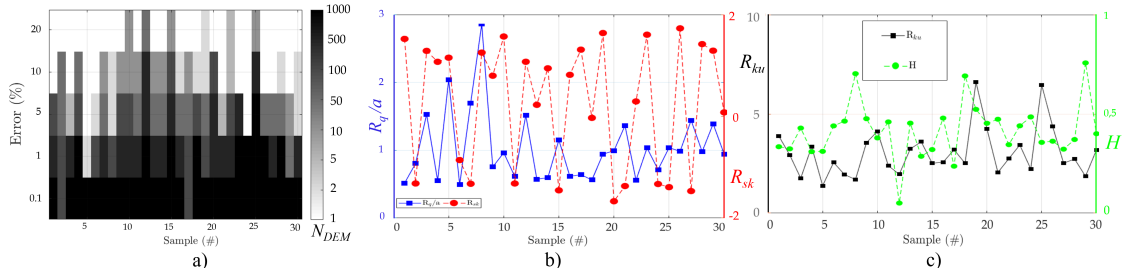 1000
500
100
50
10
5
2
1
N_DEM
20
10
5
1
0.1
Error (%)
5 10 15 20 25 30
Sample (#)
a)
3
2
1
0
R_q/a
2
1
0
-1
-2
R_sk
R_q/a R_sk
0 5 10 15 20 25 30
Sample (#)
b)
10
5
0
R_ku
1
0.5
0
H
R_ku
H
0 5 10 15 20 25 30
Sample (#)
c)